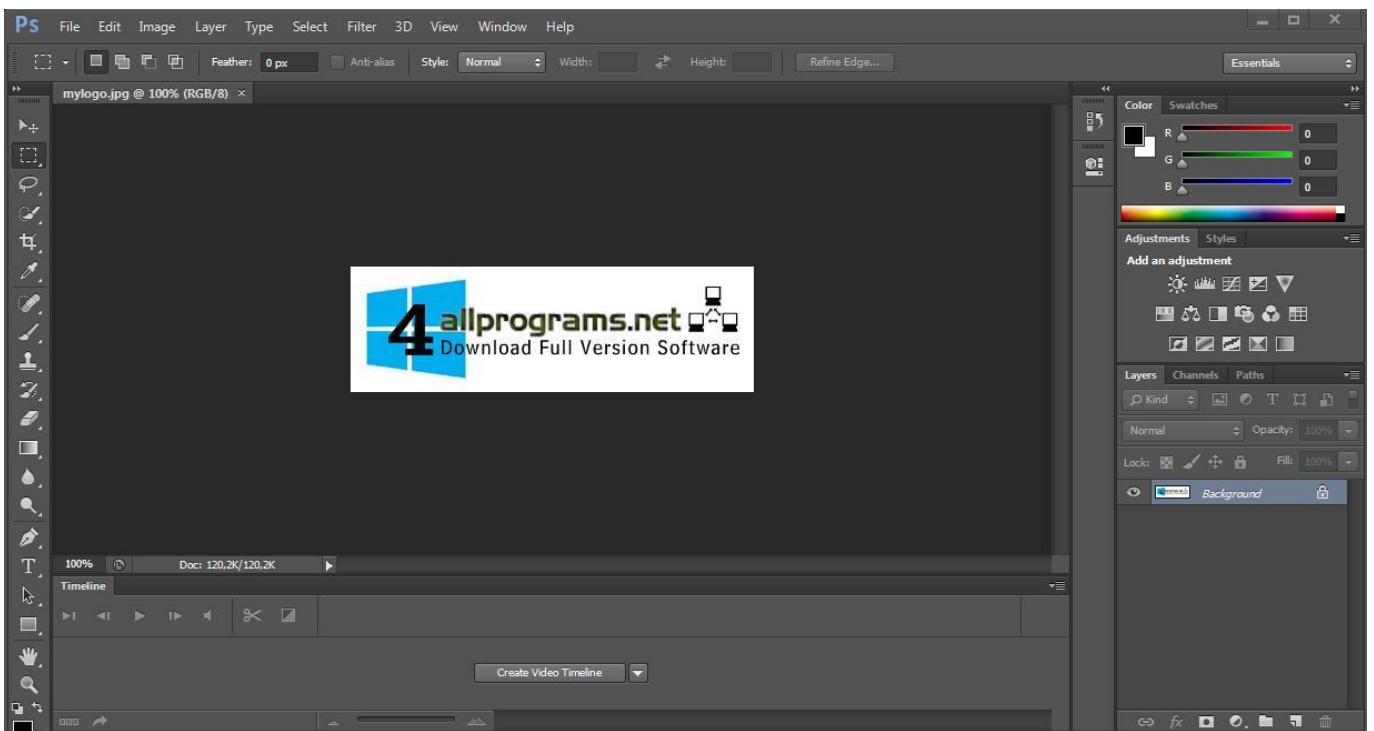 Ps File Edit Image Layer Type Select Filter 3D View Window Help
Feather: 0 px Anti-alias Style: Normal Width: Height: Refine Edge... Essentials
mylogo.jpg @ 100% (RGB/8) ×
Color Swatches
R 0
G 0
B 0
Adjustments Styles
Add an adjustment
4allprograms.net
Download Full Version Software
Layers Channels Paths
Kind
Normal Opacity: 100%
Lock: Fill: 100%
Background
100% Doc: 120,2K/120,2K
Timeline
Create Video Timeline
fx